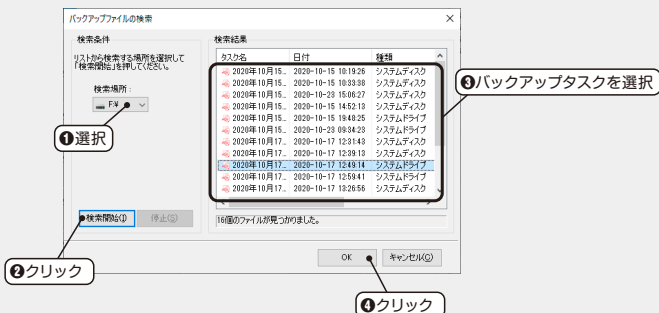 バックアップファイルの検索
検索条件
リストから検索する場所を選択して
「検索開始」を押してください。
検索場所:
F:¥
❶選択
検索開始(I) 停止(S)
❷クリック
検索結果
タスク名 日付 種類
2020年10月15... 2020-10-15 10:19:26 システムディスク
2020年10月15... 2020-10-15 10:33:38 システムディスク
2020年10月15... 2020-10-23 15:06:27 システムディスク
2020年10月15... 2020-10-15 14:52:13 システムドライブ
2020年10月15... 2020-10-15 19:48:25 システムドライブ
2020年10月15... 2020-10-23 09:34:23 システムドライブ
2020年10月17... 2020-10-17 12:31:43 システムディスク
2020年10月17... 2020-10-17 12:39:13 システムディスク
2020年10月17... 2020-10-17 12:49:14 システムドライブ
2020年10月17... 2020-10-17 12:59:41 システムドライブ
2020年10月17... 2020-10-17 13:26:56 システムディスク
❸バックアップタスクを選択
16個のファイルが見つかりました。
OK キャンセル(C)
❹クリック